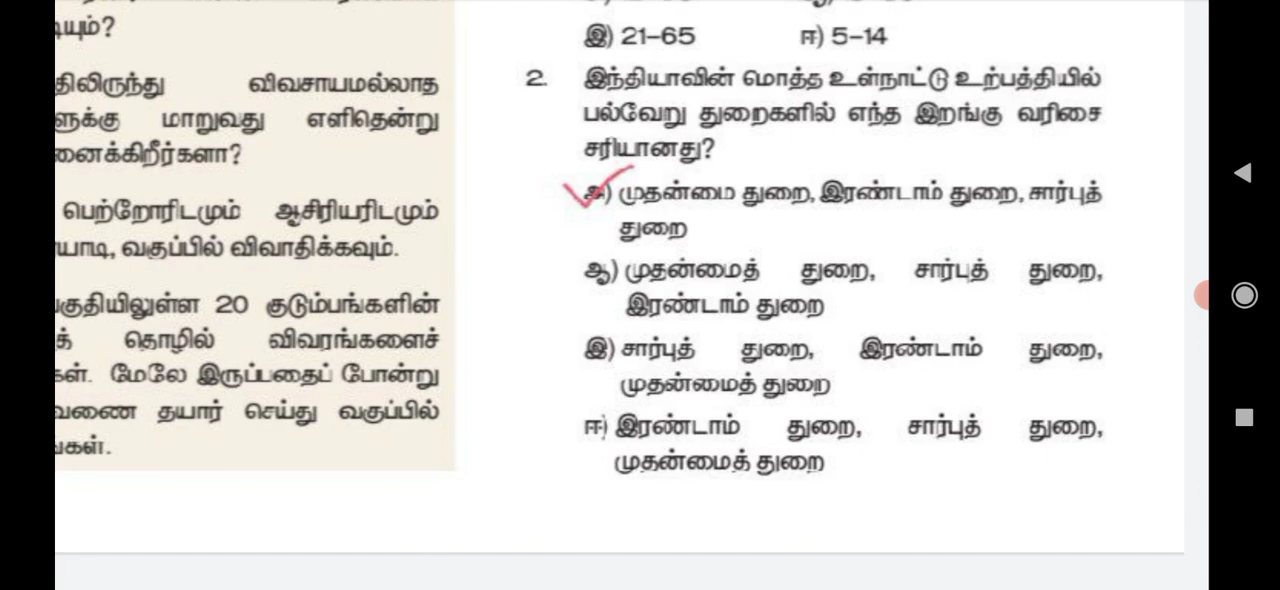 டியும்?
திலிருந்து விவசாயமல்லாத
ளுக்கு மாறுவது எளிதென்று
னைக்கிறீர்களா?
பெற்றோரிடமும் ஆசிரியரிடமும்
யாடி, வகுப்பில் விவாதிக்கவும்.
குதியிலுள்ள 20 குடும்பங்களின்
த் தொழில் விவரங்களைச்
கள். மேலே இருப்பதைப் போன்று
வணை தயார் செய்து வகுப்பில்
கள்.
இ) 21–65 ஈ) 5–14
2. இந்தியாவின் மொத்த உள்நாட்டு உற்பத்தியில்
பல்வேறு துறைகளில் எந்த இறங்கு வரிசை
சரியானது?
அ) முதன்மை துறை, இரண்டாம் துறை, சார்புத்
துறை
ஆ) முதன்மைத் துறை, சார்புத் துறை,
இரண்டாம் துறை
இ) சார்புத் துறை, இரண்டாம் துறை,
முதன்மைத் துறை
ஈ) இரண்டாம் துறை, சார்புத் துறை,
முதன்மைத் துறை